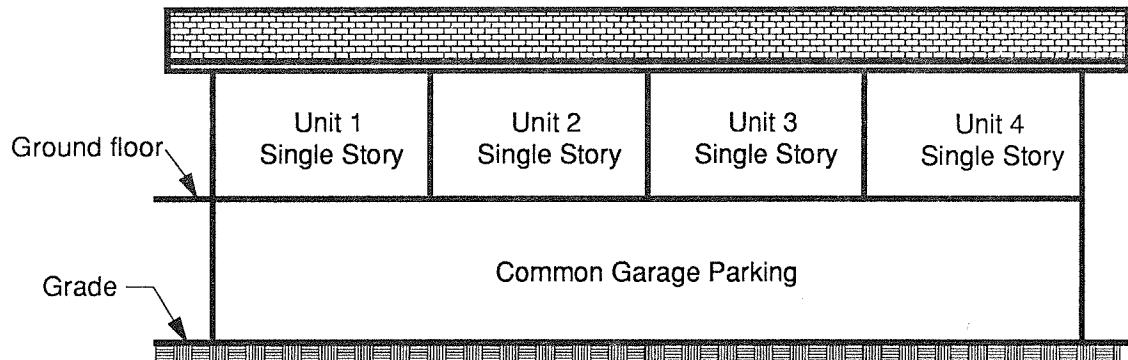 Unit 1
Single Story
Unit 2
Single Story
Unit 3
Single Story
Unit 4
Single Story
Ground floor
Common Garage Parking
Grade